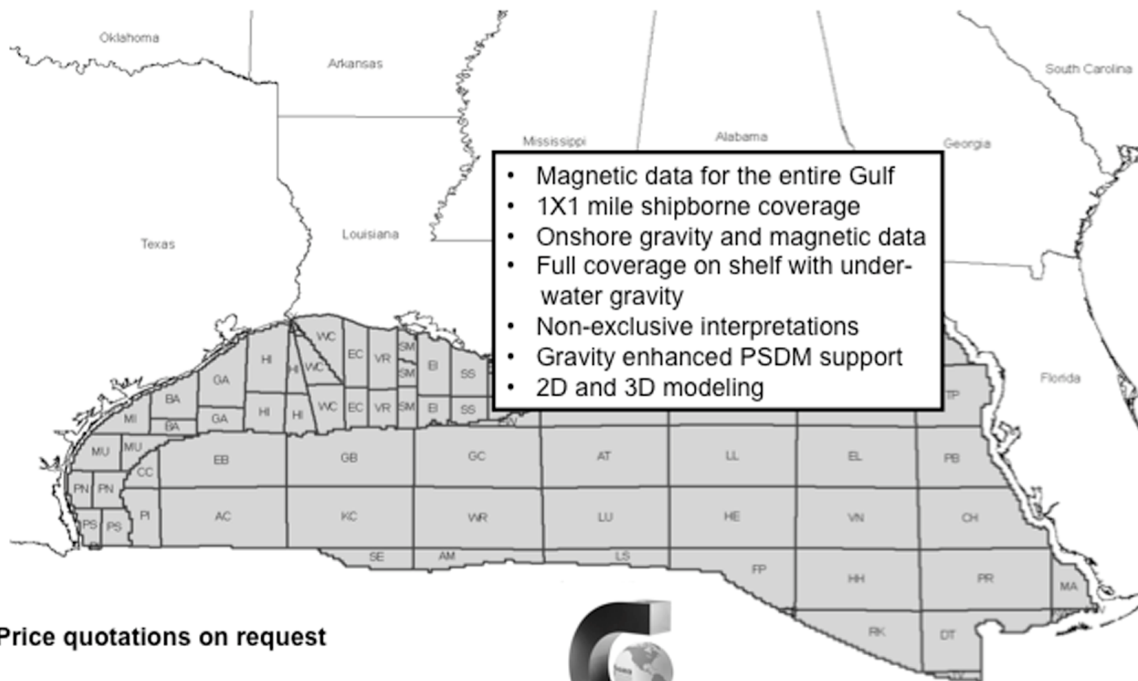 Oklahoma
Arkansas
South Carolina
Mississippi
Alabama
Georgia
Texas
Louisiana
Florida
• Magnetic data for the entire Gulf
• 1X1 mile shipborne coverage
• Onshore gravity and magnetic data
• Full coverage on shelf with under-
water gravity
• Non-exclusive interpretations
• Gravity enhanced PSDM support
• 2D and 3D modeling
WC
HI EC VR SM EI SS
HI WC SM
GA
BA TP
MI GA HI HI WC EC VR SM EI SS
BA
MU MU
CC EB GB GC AT LL EL PB
PN PN
PI AC KC WR LU HE VN CH
PS PS
SE AM LS
FP HH PR MA
RK DT
Price quotations on request